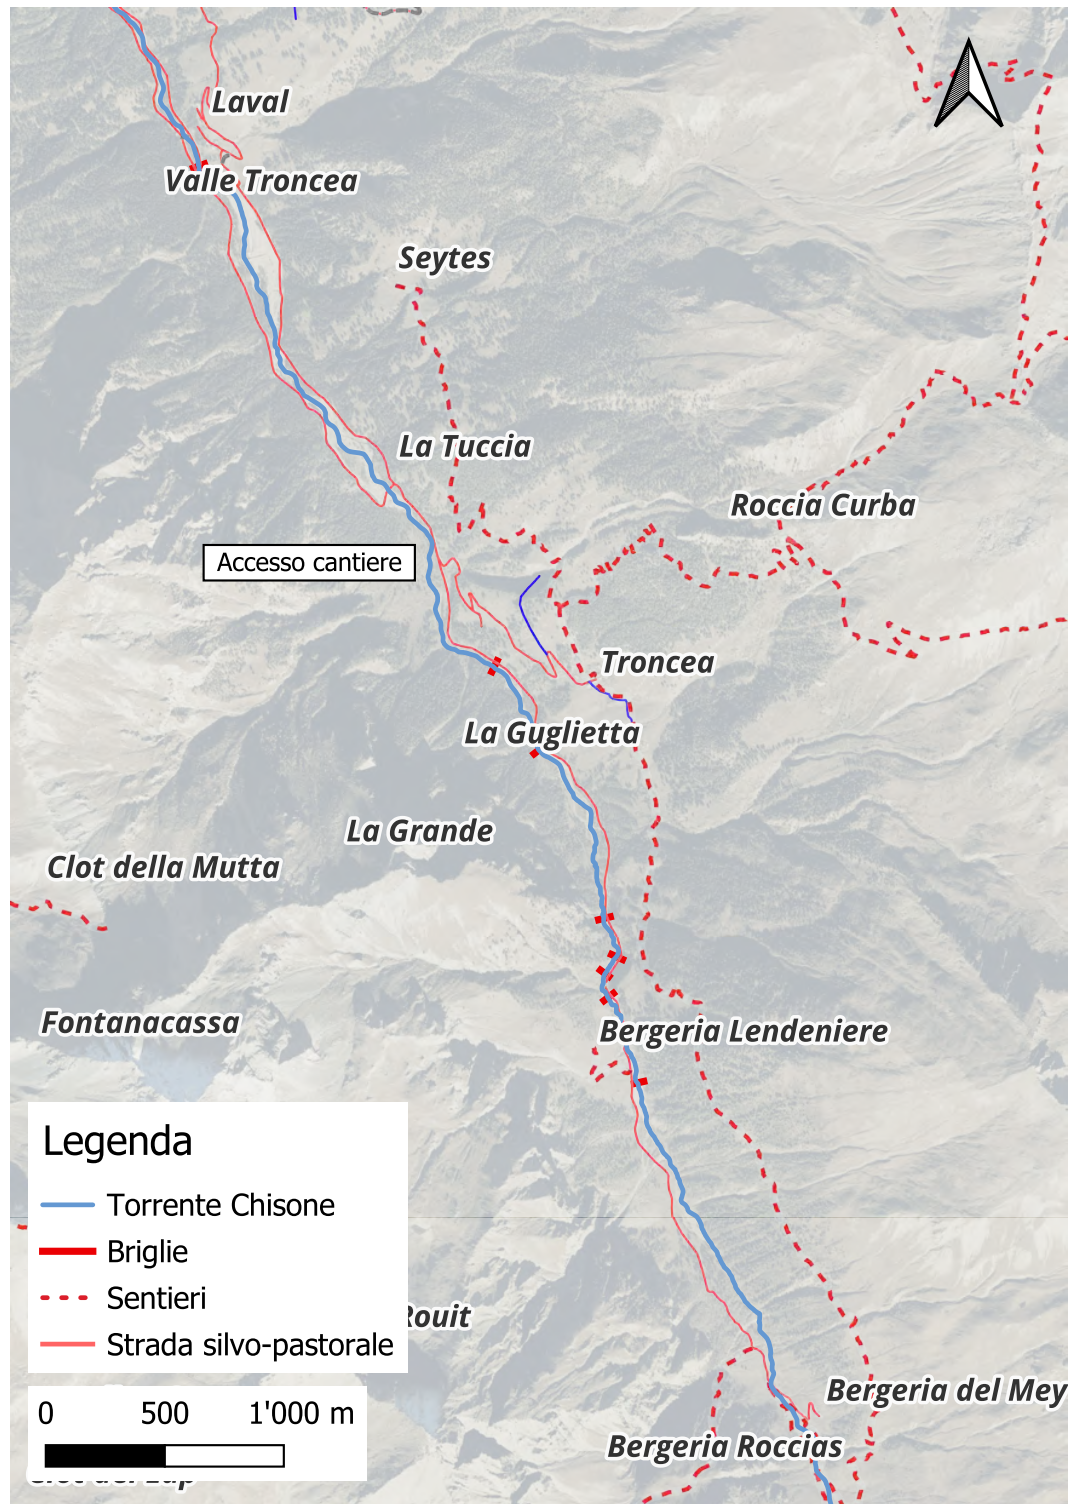 Laval
Valle Troncea
Seytes
La Tuccia
Roccia Curba
Accesso cantiere
Troncea
La Guglietta
La Grande
Clot della Mutta
Fontanacassa
Bergeria Lendeniere
Legenda
Torrente Chisone
Briglie
Sentieri
Strada silvo-pastorale
Rouit
Bergeria del Mey
Bergeria Roccias
0 500 1'000 m